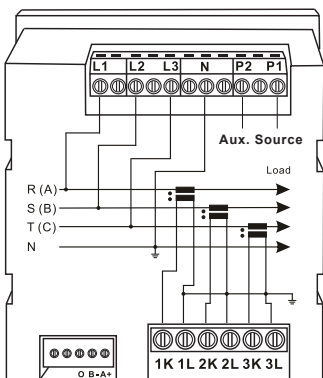 L1 L2 L3 N P2 P1
Aux. Source
Load
R (A)
S (B)
T (C)
N
O B-A+
1K 1L 2K 2L 3K 3L